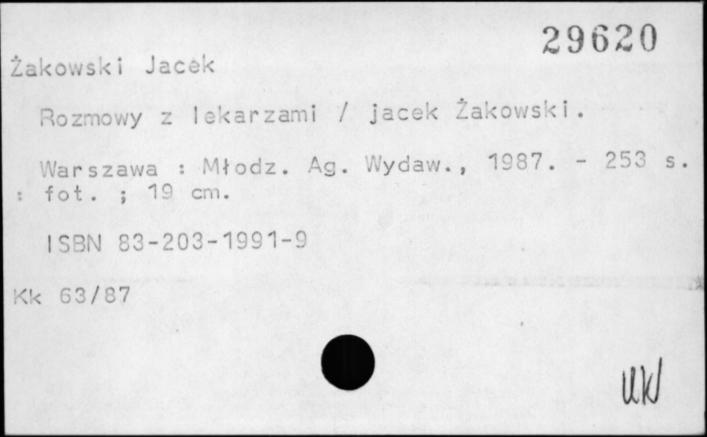 29620
Żakowski Jacek
Rozmowy z lekarzami / jacek Żakowski.
Warszawa : Młodz. Ag. Wydaw., 1987. - 253 s.
: fot. ; 19 cm.
ISBN 83-203-1991-9
Kk 63/87